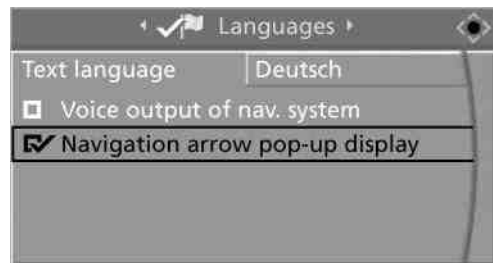 Languages
Text language Deutsch
Voice output of nav. system
Navigation arrow pop-up display